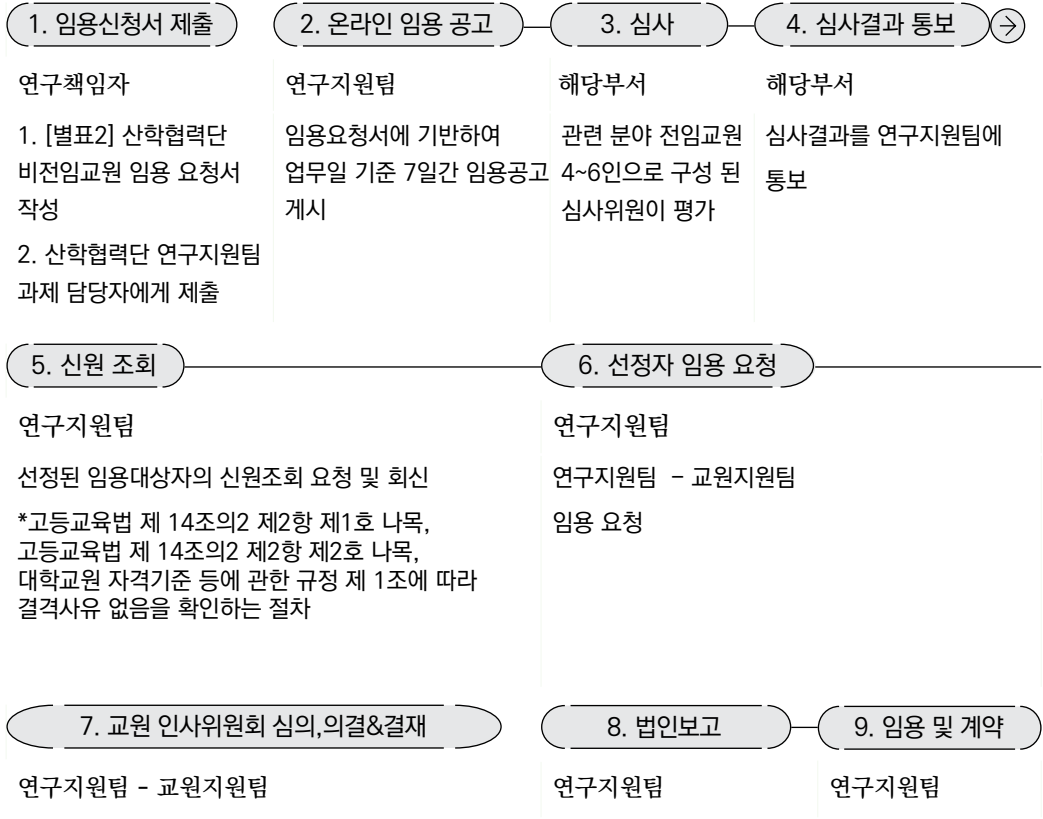 1. 임용신청서 제출
연구책임자
1. [별표2] 산학협력단
비전임교원 임용 요청서
작성
2. 산학협력단 연구지원팀
과제 담당자에게 제출
2. 온라인 임용 공고
연구지원팀
임용요청서에 기반하여
업무일 기준 7일간 임용공고
게시
3. 심사
해당부서
관련 분야 전임교원
4~6인으로 구성 된
심사위원이 평가
4. 심사결과 통보
해당부서
심사결과를 연구지원팀에
통보
5. 신원 조회
연구지원팀
선정된 임용대상자의 신원조회 요청 및 회신
*고등교육법 제 14조의2 제2항 제1호 나목,
고등교육법 제 14조의2 제2항 제2호 나목,
대학교원 자격기준 등에 관한 규정 제 1조에 따라
결격사유 없음을 확인하는 절차
6. 선정자 임용 요청
연구지원팀
연구지원팀 - 교원지원팀
임용 요청
7. 교원 인사위원회 심의,의결&결재
연구지원팀 - 교원지원팀
8. 법인보고
연구지원팀
9. 임용 및 계약
연구지원팀